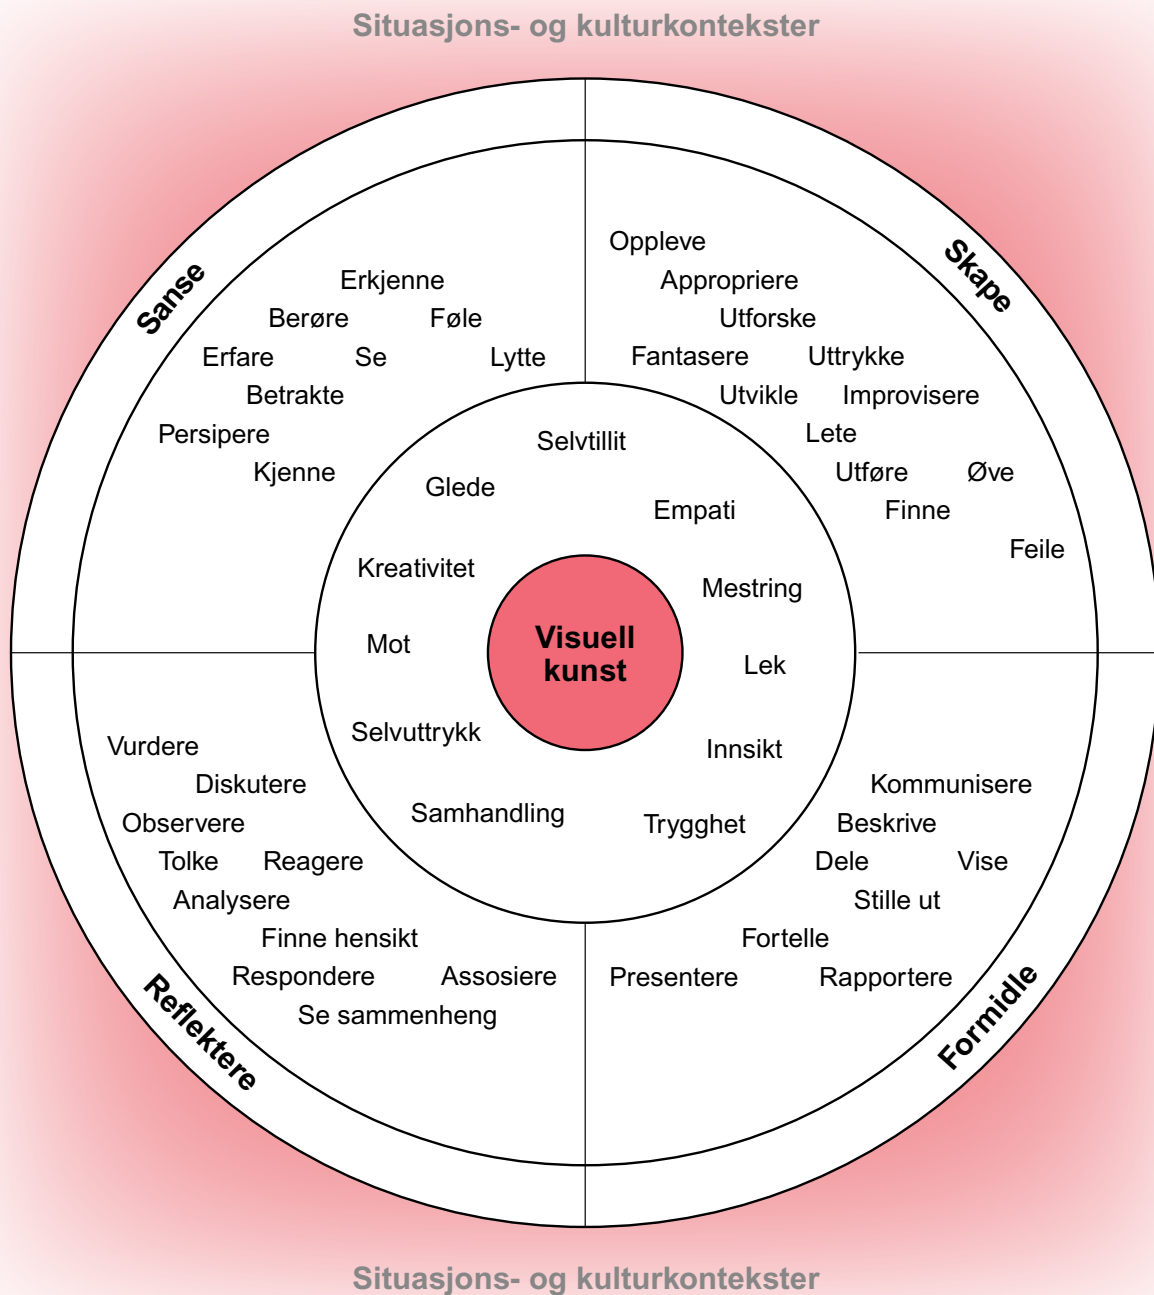 Situasjons- og kulturkontekster
Sanse
Erkjenne
Berøre Føle
Erfare Se Lytte
Betrakte
Persipere
Kjenne
Skape
Oppleve
Appropriere
Utforske
Fantasere Uttrykke
Utvikle Improvisere
Lete
Utføre Øve
Finne
Feile
Selvtillit
Glede
Empati
Kreativitet
Mestring
Mot
Lek
Selvuttrykk
Innsikt
Samhandling
Trygghet
Visuell
kunst
Reflektere
Vurdere
Diskutere
Observere
Tolke Reagere
Analysere
Finne hensikt
Respondere Assosiere
Se sammenheng
Formidle
Kommunisere
Beskrive
Dele Vise
Stille ut
Fortelle
Presentere Rapportere
Situasjons- og kulturkontekster